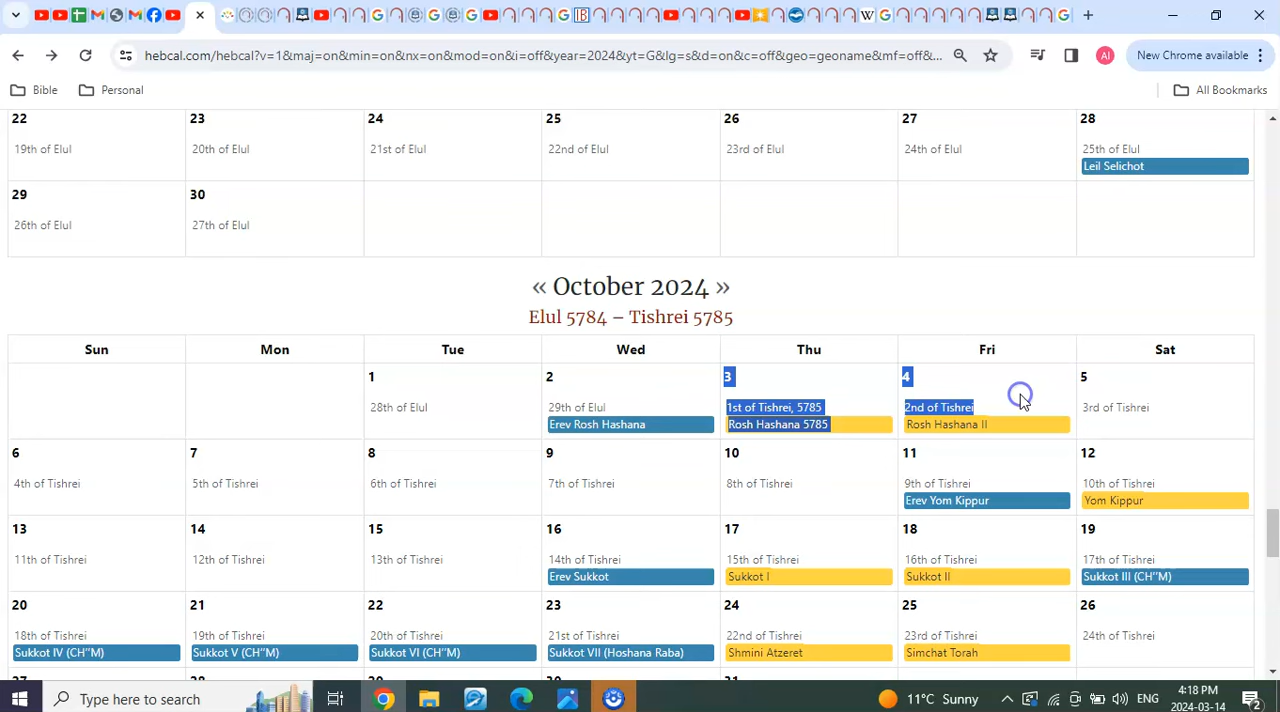 hebcal.com/hebcal?v=1&maj=on&min=on&nx=on&mod=on&i=off&year=2024&yt=G&lg=s&d=on&c=off&geo=geoname&mf=off&...
AI
New Chrome available
Bible
Personal
All Bookmarks
22 23 24 25 26 27 28
19th of Elul 20th of Elul 21st of Elul 22nd of Elul 23rd of Elul 24th of Elul 25th of Elul
Leil Selichot
29 30
26th of Elul 27th of Elul
« October 2024 »
Elul 5784 – Tishrei 5785
Sun Mon Tue Wed Thu Fri Sat
1 2 3 4 5
28th of Elul 29th of Elul 1st of Tishrei, 5785 2nd of Tishrei 3rd of Tishrei
Erev Rosh Hashana Rosh Hashana 5785 Rosh Hashana II
6 7 8 9 10 11 12
4th of Tishrei 5th of Tishrei 6th of Tishrei 7th of Tishrei 8th of Tishrei 9th of Tishrei 10th of Tishrei
Erev Yom Kippur Yom Kippur
13 14 15 16 17 18 19
11th of Tishrei 12th of Tishrei 13th of Tishrei 14th of Tishrei 15th of Tishrei 16th of Tishrei 17th of Tishrei
Erev Sukkot Sukkot I Sukkot II Sukkot III (CH’’M)
20 21 22 23 24 25 26
18th of Tishrei 19th of Tishrei 20th of Tishrei 21st of Tishrei 22nd of Tishrei 23rd of Tishrei 24th of Tishrei
Sukkot IV (CH’’M) Sukkot V (CH’’M) Sukkot VI (CH’’M) Sukkot VII (Hoshana Raba) Shmini Atzeret Simchat Torah
Type here to search
11°C Sunny
ENG
4:18 PM
2024-03-14
2